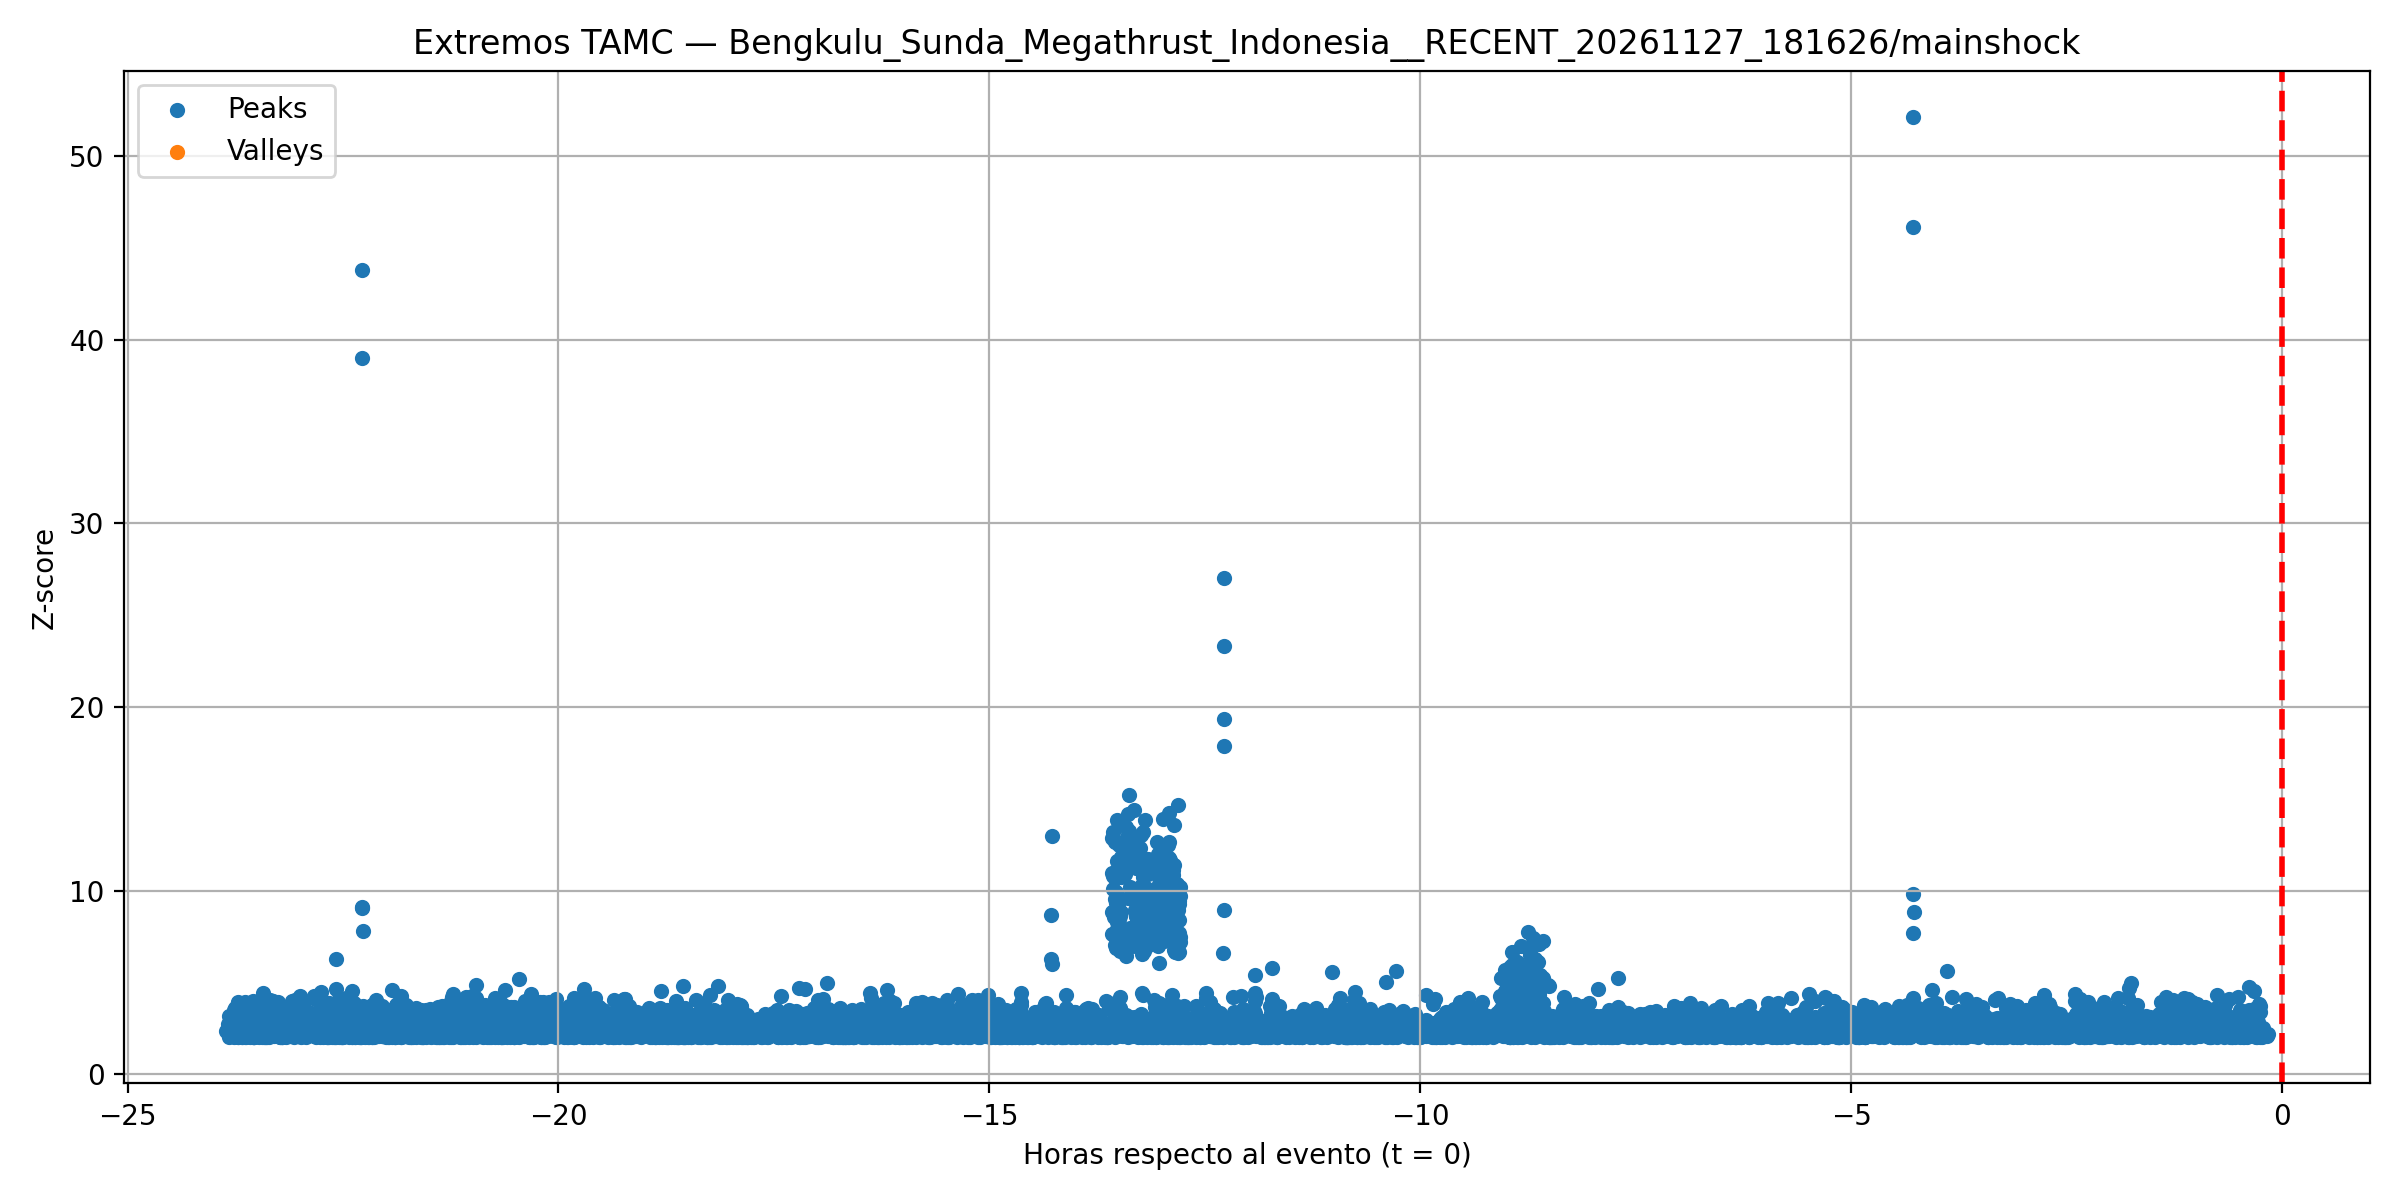 Extremos TAMC — Bengkulu_Sunda_Megathrust_Indonesia__RECENT_20261127_181626/mainshock
Peaks
Valleys
50
40
30
20
10
0
Z-score
−25
−20
−15
−10
−5
0
Horas respecto al evento (t = 0)